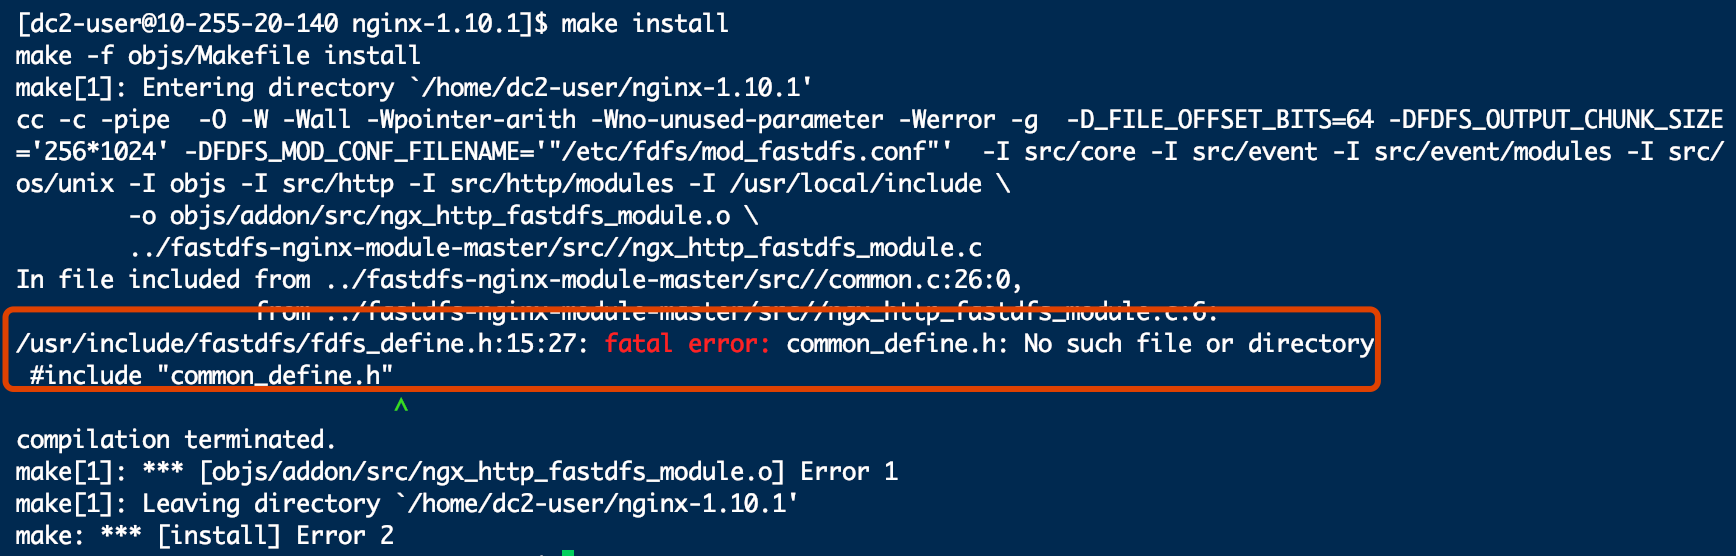 [dc2-user@10-255-20-140 nginx-1.10.1]$ make install
make -f objs/Makefile install
make[1]: Entering directory `/home/dc2-user/nginx-1.10.1'
cc -c -pipe  -O -W -Wall -Wpointer-arith -Wno-unused-parameter -Werror -g  -D_FILE_OFFSET_BITS=64 -DFDFS_OUTPUT_CHUNK_SIZE
='256*1024' -DFDFS_MOD_CONF_FILENAME='"/etc/fdfs/mod_fastdfs.conf"'  -I src/core -I src/event -I src/event/modules -I src/
os/unix -I objs -I src/http -I src/http/modules -I /usr/local/include \
        -o objs/addon/src/ngx_http_fastdfs_module.o \
        ../fastdfs-nginx-module-master/src//ngx_http_fastdfs_module.c
In file included from ../fastdfs-nginx-module-master/src//common.c:26:0,
                 from ../fastdfs-nginx-module-master/src//ngx_http_fastdfs_module.c:6:
/usr/include/fastdfs/fdfs_define.h:15:27: fatal error: common_define.h: No such file or directory
 #include "common_define.h"
                           ^
compilation terminated.
make[1]: *** [objs/addon/src/ngx_http_fastdfs_module.o] Error 1
make[1]: Leaving directory `/home/dc2-user/nginx-1.10.1'
make: *** [install] Error 2